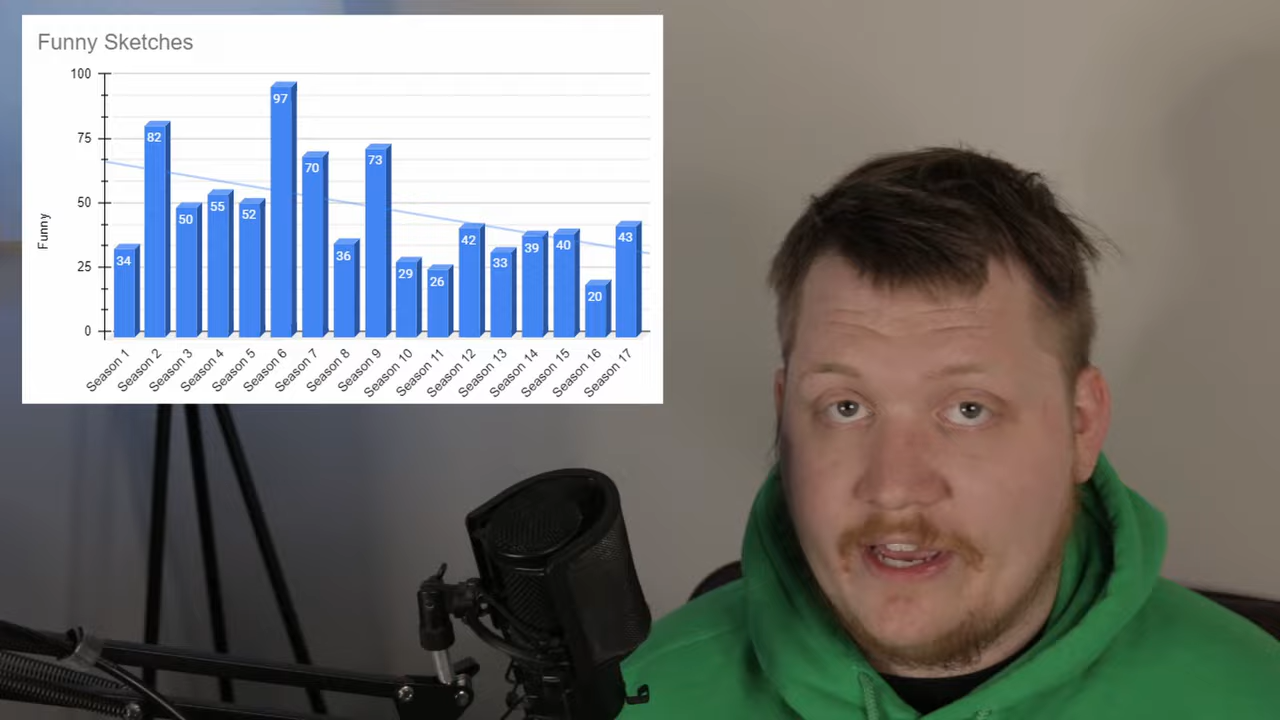 Funny Sketches
100
75
50
25
0
Funny
34
82
50
55
52
97
70
36
73
29
26
42
33
39
40
20
43
Season 1
Season 2
Season 3
Season 4
Season 5
Season 6
Season 7
Season 8
Season 9
Season 10
Season 11
Season 12
Season 13
Season 14
Season 15
Season 16
Season 17